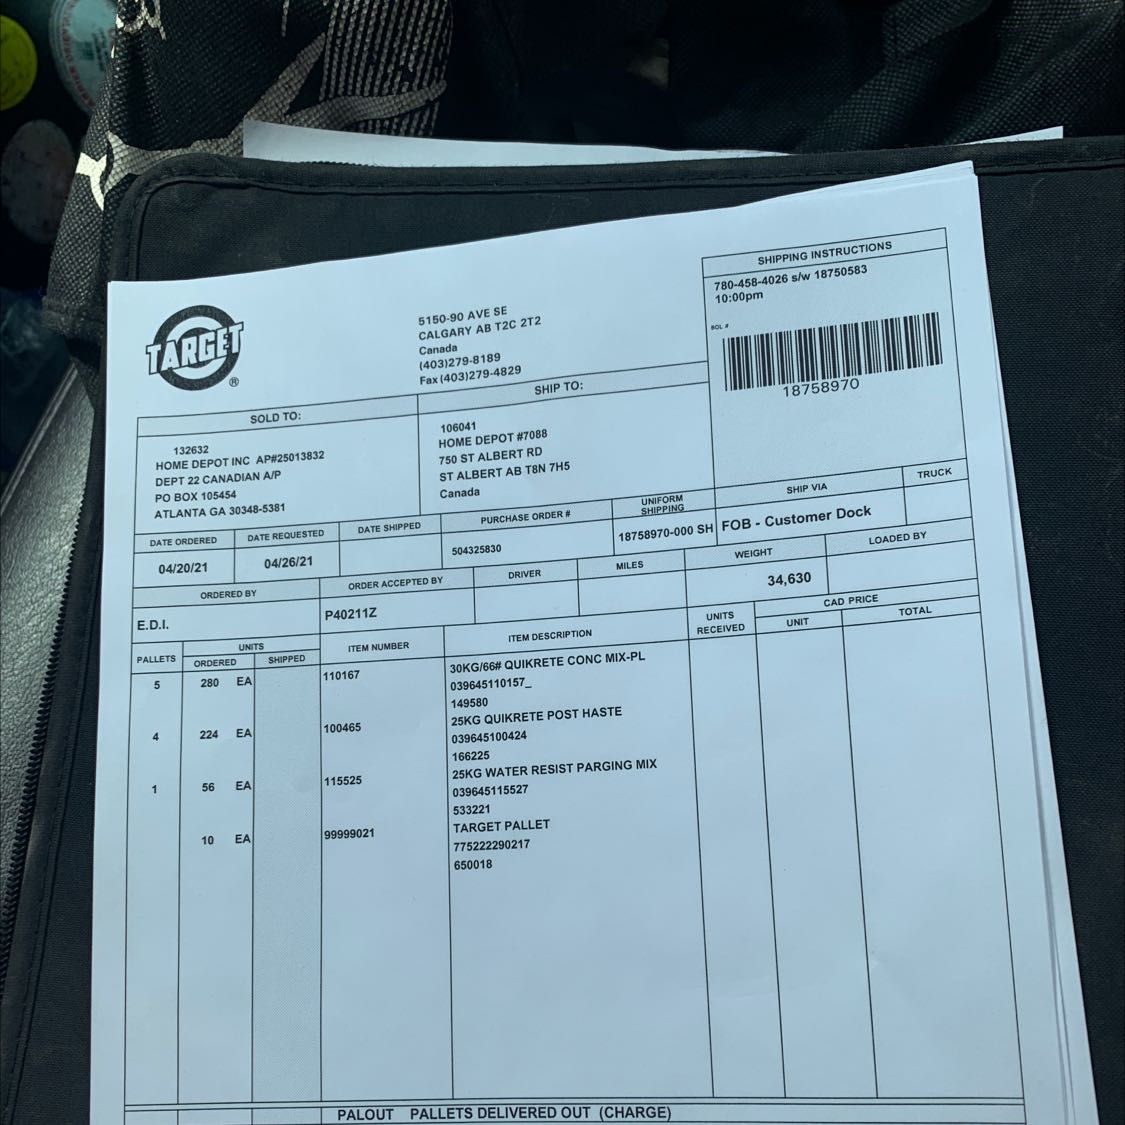 TARGET
®
5150-90 AVE SE
CALGARY AB T2C 2T2
Canada
(403)279-8189
Fax (403)279-4829
SHIPPING INSTRUCTIONS
780-458-4026 s/w 18750583
10:00pm
BOL #
18758970
SOLD TO:
132632
HOME DEPOT INC AP#25013832
DEPT 22 CANADIAN A/P
PO BOX 105454
ATLANTA GA 30348-5381
SHIP TO:
106041
HOME DEPOT #7088
750 ST ALBERT RD
ST ALBERT AB T8N 7H5
Canada
DATE ORDERED DATE REQUESTED DATE SHIPPED PURCHASE ORDER # UNIFORM SHIPPING SHIP VIA TRUCK
04/20/21 04/26/21 504325830 18758970-000 SH FOB - Customer Dock
ORDERED BY ORDER ACCEPTED BY DRIVER MILES WEIGHT LOADED BY
E.D.I. P40211Z 34,630
PALLETS UNITS ITEM NUMBER ITEM DESCRIPTION UNITS RECEIVED CAD PRICE
ORDERED SHIPPED UNIT TOTAL
5 280 EA 110167 30KG/66# QUIKRETE CONC MIX-PL
039645110157_
149580
4 224 EA 100465 25KG QUIKRETE POST HASTE
039645100424
166225
1 56 EA 115525 25KG WATER RESIST PARGING MIX
039645115527
533221
10 EA 99999021 TARGET PALLET
775222290217
650018
PALOUT PALLETS DELIVERED OUT (CHARGE)